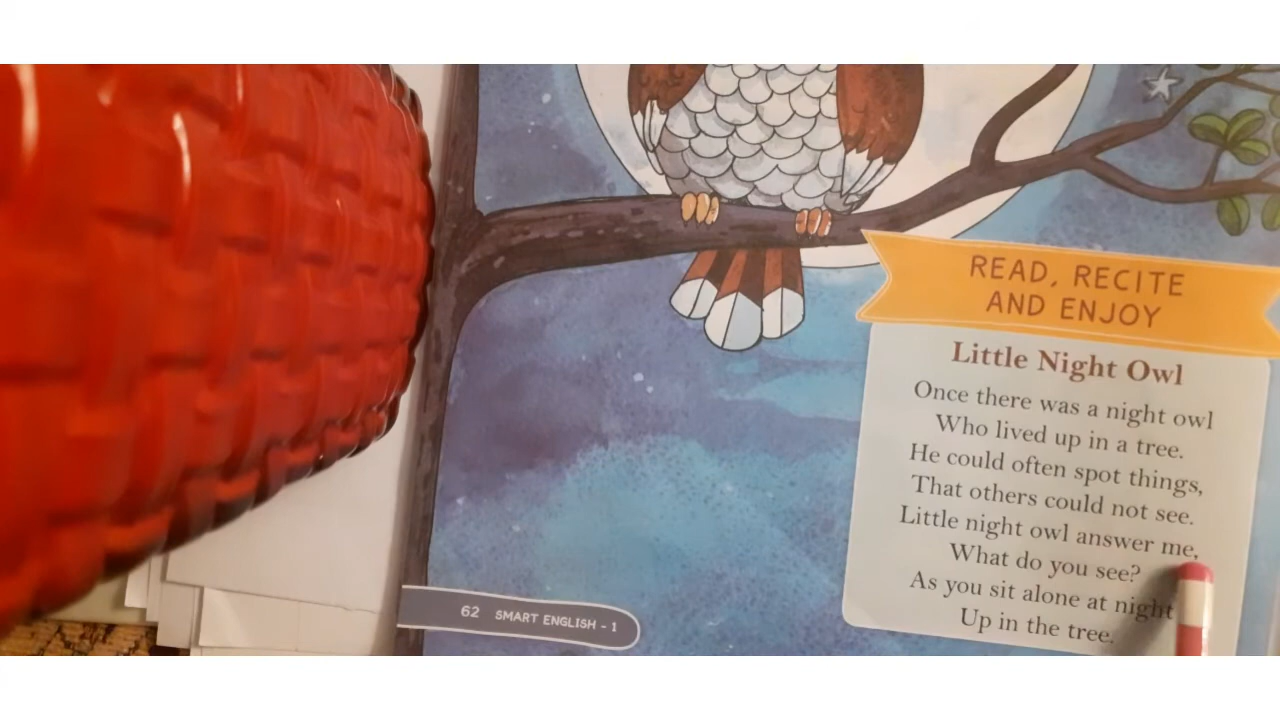 READ, RECITE
AND ENJOY
Little Night Owl
Once there was a night owl
Who lived up in a tree.
He could often spot things,
That others could not see.
Little night owl answer me,
What do you see?
As you sit alone at night
Up in the tree.
62 SMART ENGLISH - 1